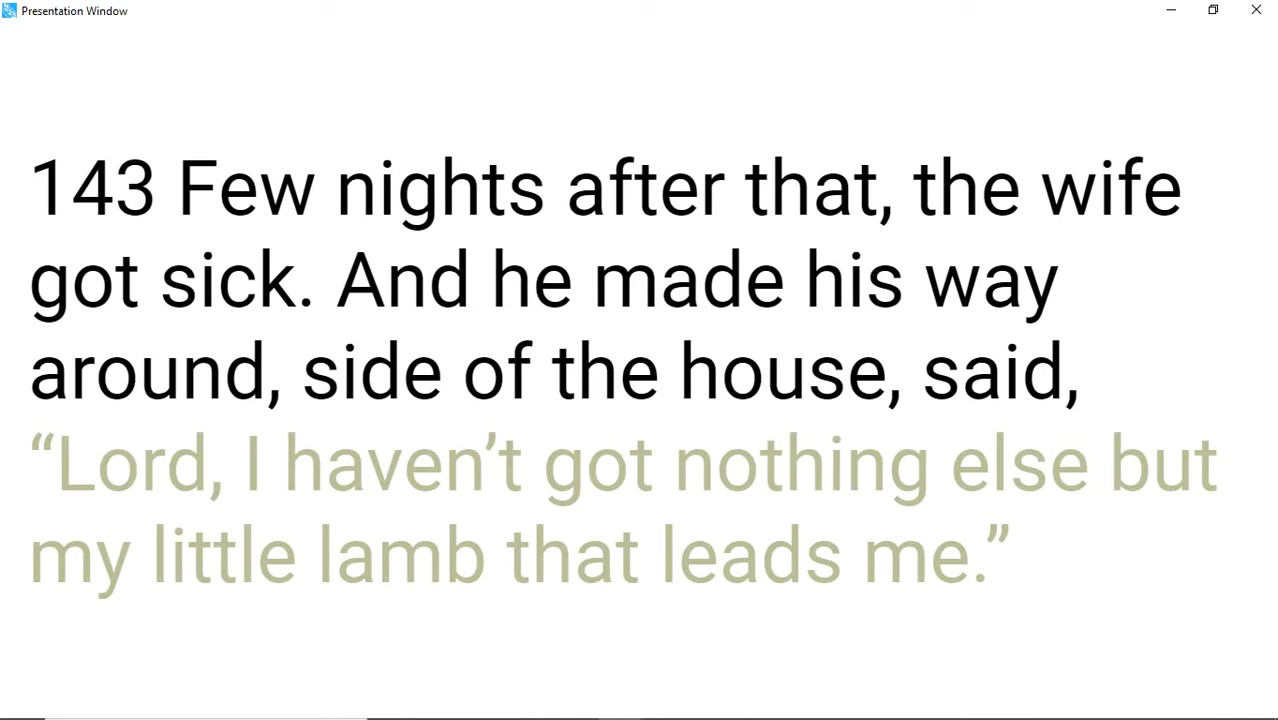 Presentation Window
143 Few nights after that, the wife
got sick. And he made his way
around, side of the house, said,
“Lord, I haven’t got nothing else but
my little lamb that leads me.”